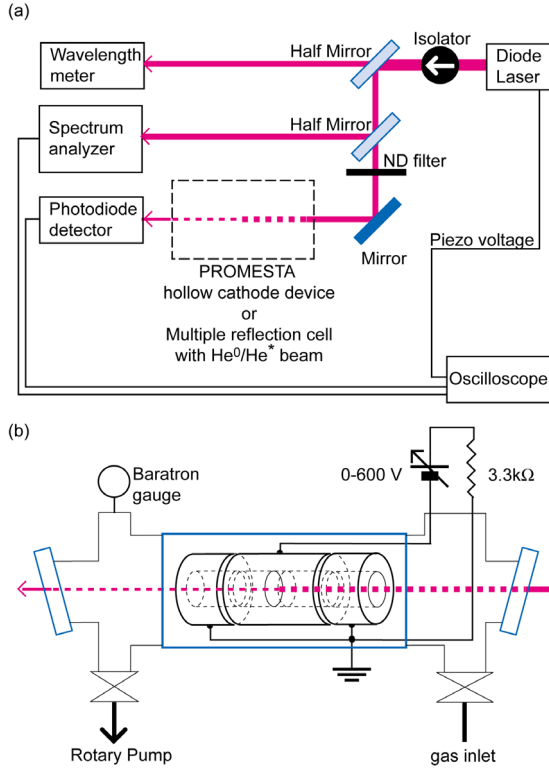 (a)
Isolator
Wavelength
meter
Half Mirror
Diode
Laser
Spectrum
analyzer
Half Mirror
ND filter
Photodiode
detector
Piezo voltage
Mirror
PROMESTA
hollow cathode device
or
Multiple reflection cell
with He⁰/He* beam
Oscilloscope
(b)
Baratron
gauge
0-600 V
3.3kΩ
Rotary Pump
gas inlet